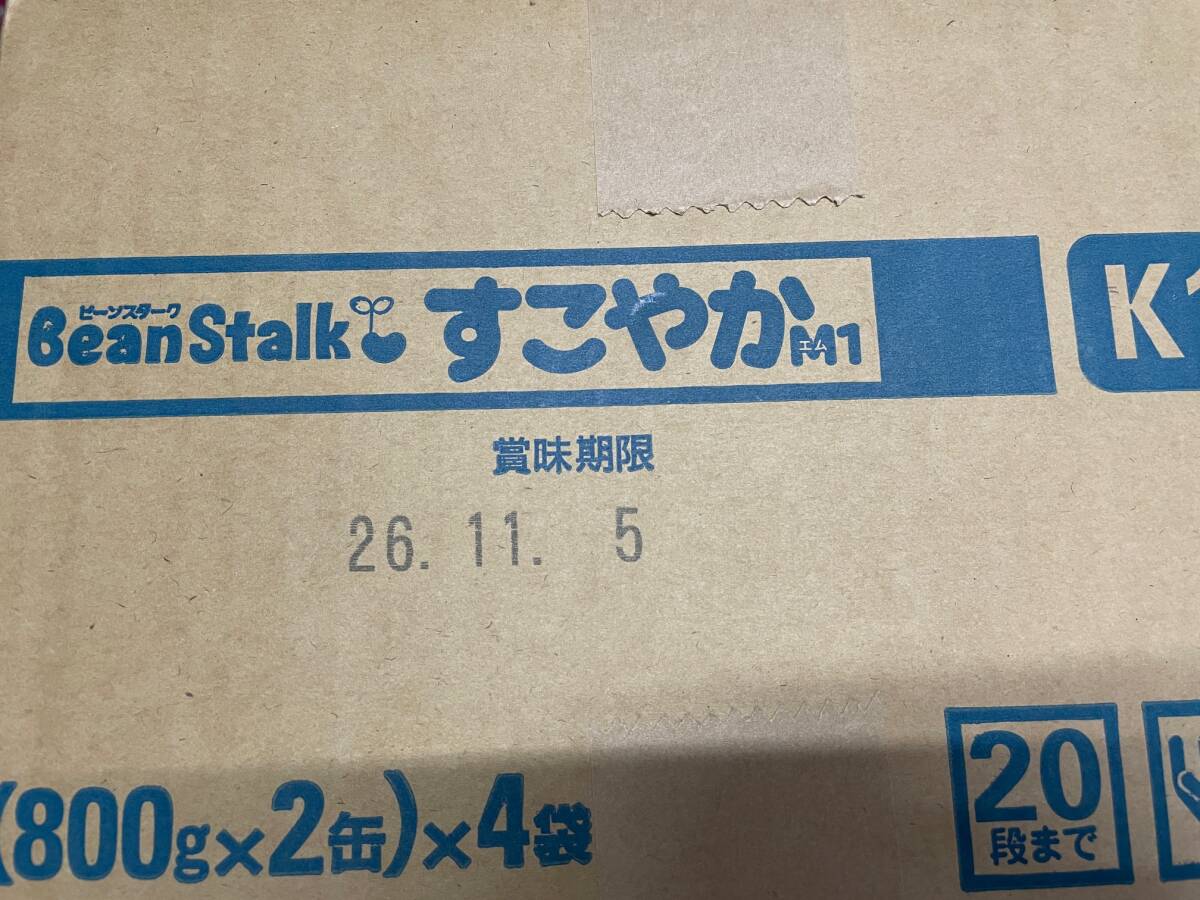 ビーンスターク
BeanStalk すこやかM1
エム
K
賞味期限
26. 11. 5
(800g×2缶)×4袋
20
段まで